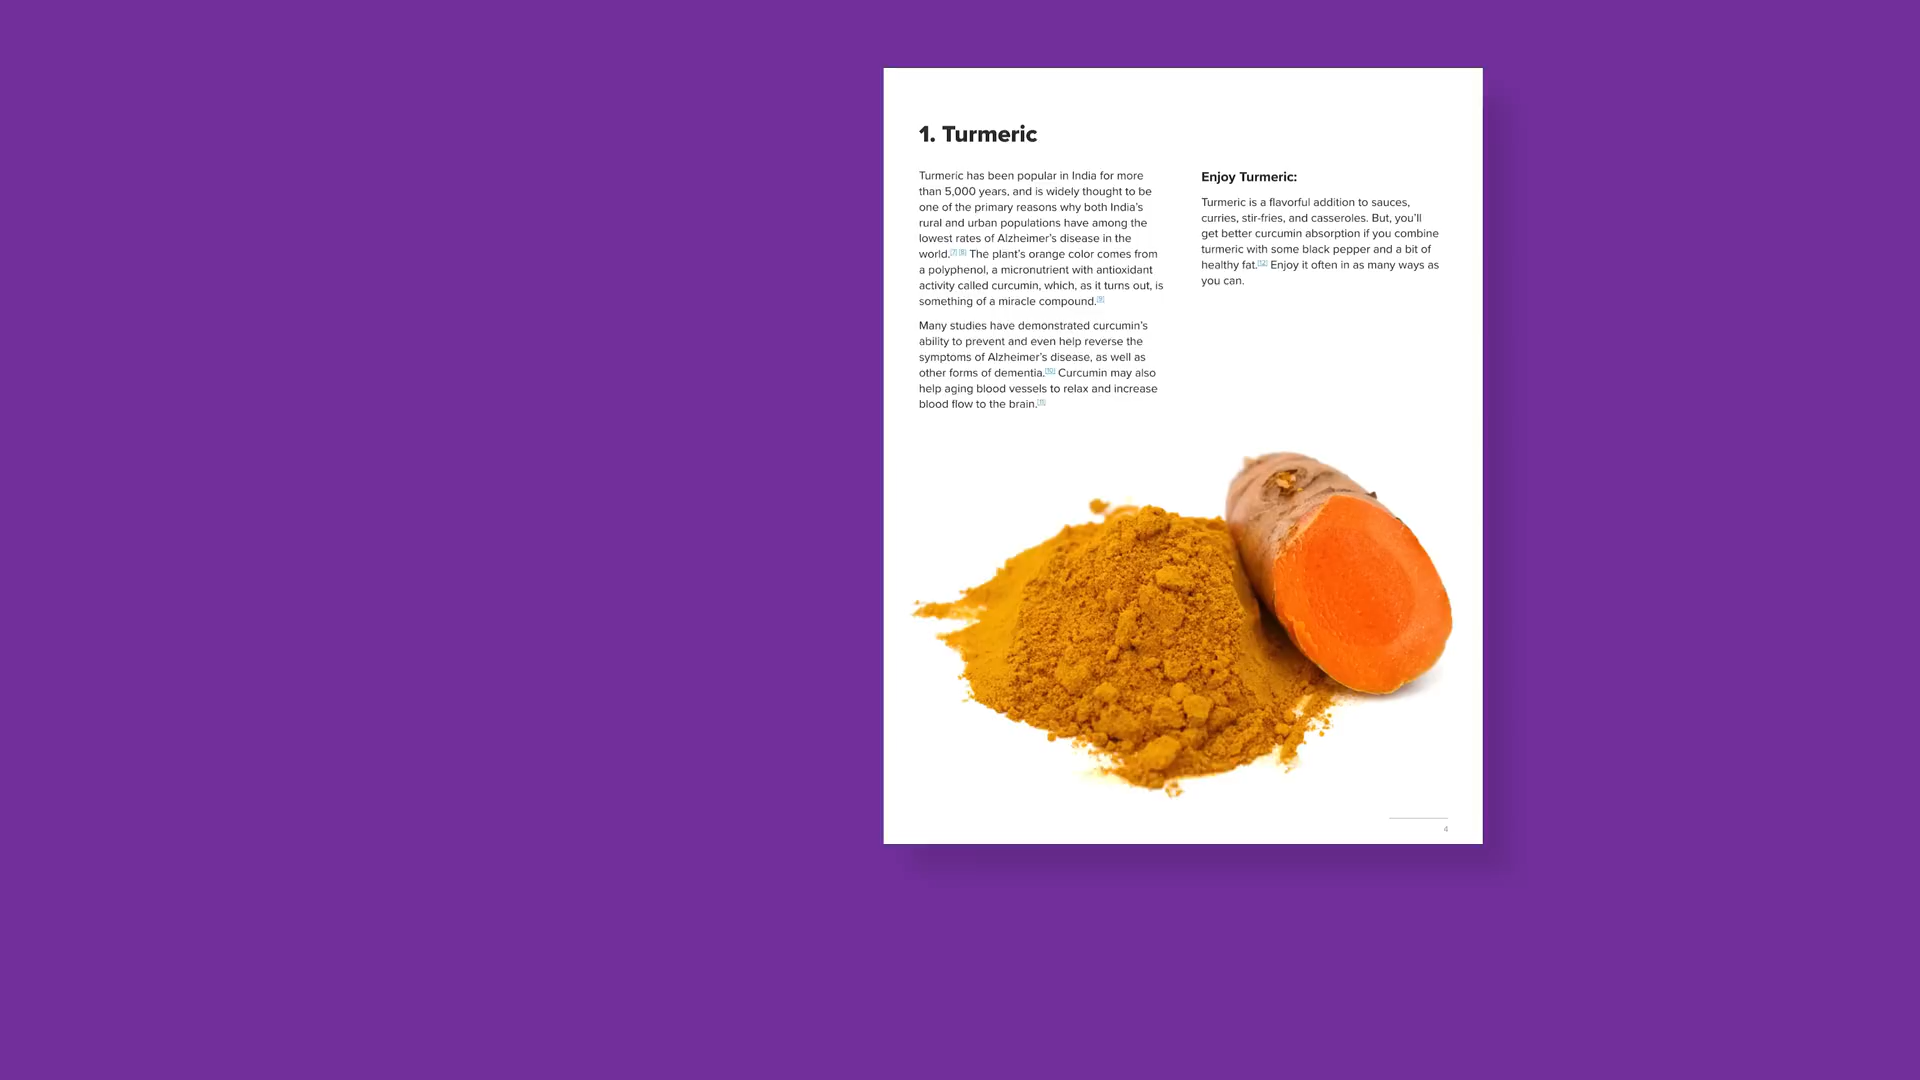 1. Turmeric
Turmeric has been popular in India for more
than 5,000 years, and is widely thought to be
one of the primary reasons why both India's
rural and urban populations have among the
lowest rates of Alzheimer's disease in the
world.[7] [8] The plant's orange color comes from
a polyphenol, a micronutrient with antioxidant
activity called curcumin, which, as it turns out, is
something of a miracle compound.[9]
Many studies have demonstrated curcumin's
ability to prevent and even help reverse the
symptoms of Alzheimer's disease, as well as
other forms of dementia.[10] Curcumin may also
help aging blood vessels to relax and increase
blood flow to the brain.[11]
Enjoy Turmeric:
Turmeric is a flavorful addition to sauces,
curries, stir-fries, and casseroles. But, you'll
get better curcumin absorption if you combine
turmeric with some black pepper and a bit of
healthy fat.[12] Enjoy it often in as many ways as
you can.
4